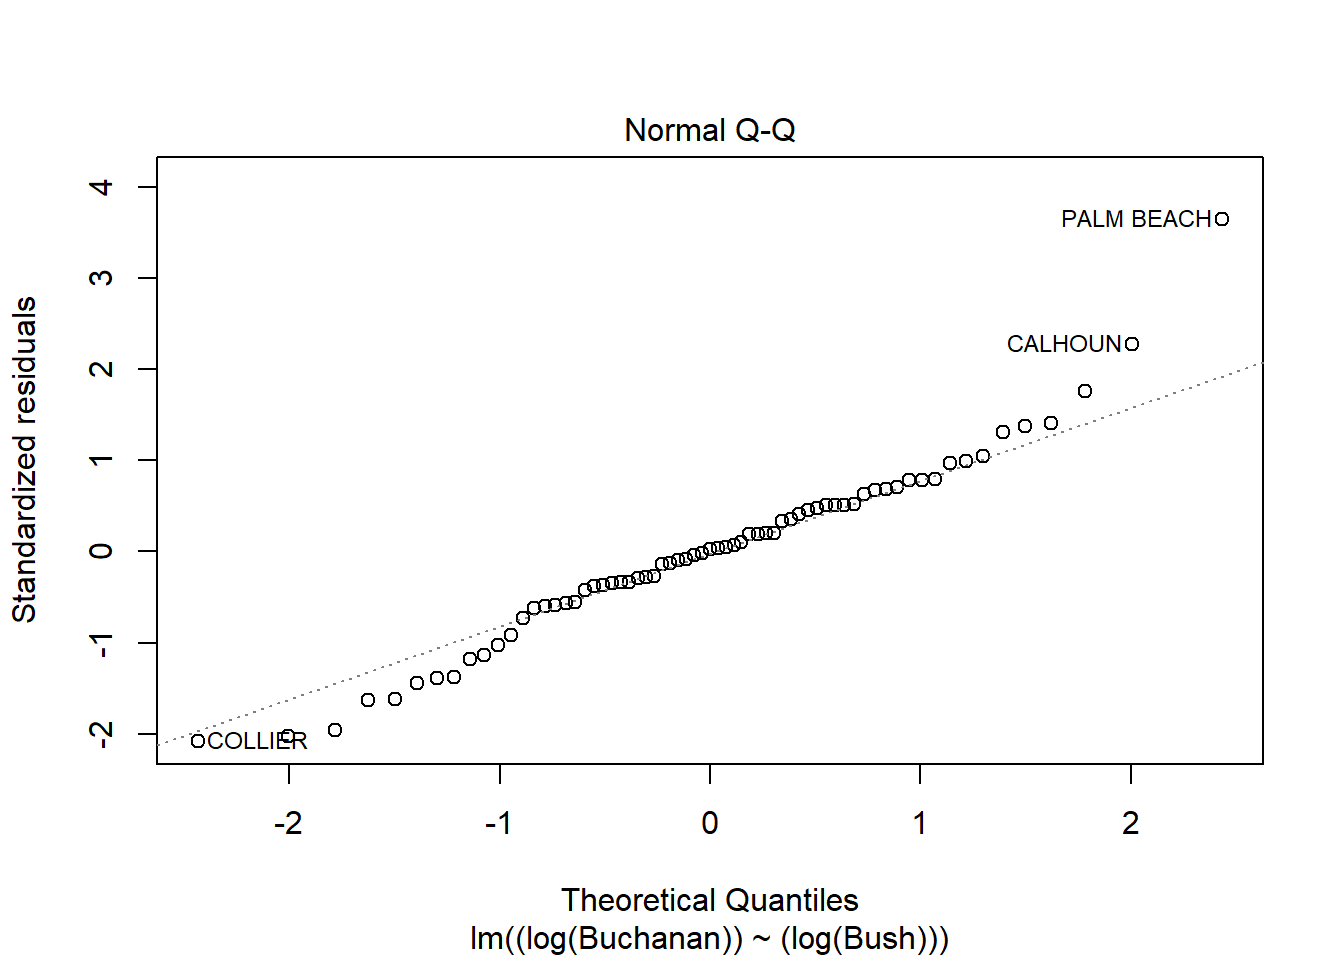 Normal Q-Q
Standardized residuals
4
3
2
1
0
-1
-2
PALM BEACH
CALHOUN
COLLIER
-2 -1 0 1 2
Theoretical Quantiles
lm((log(Buchanan)) ~ (log(Bush)))